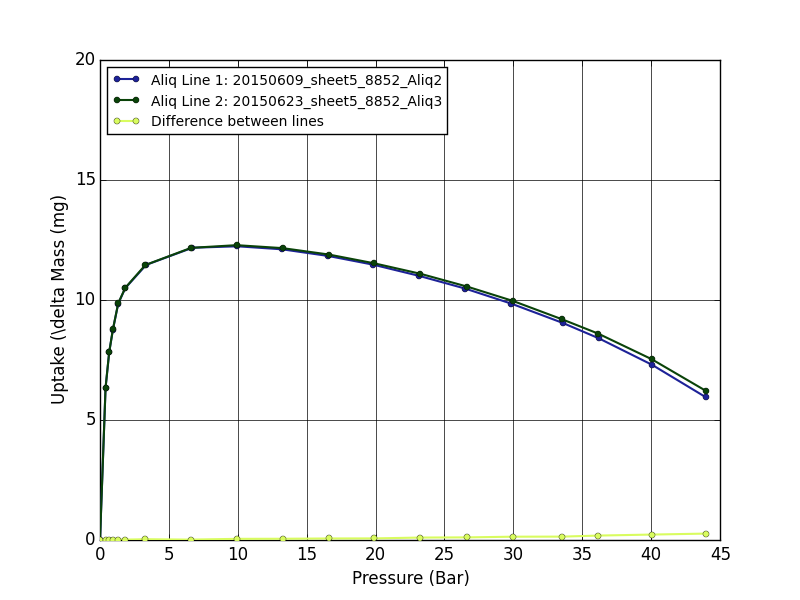 Aliq Line 1: 20150609_sheet5_8852_Aliq2
Aliq Line 2: 20150623_sheet5_8852_Aliq3
Difference between lines
20
15
10
5
0
Uptake (\delta Mass (mg)
0 5 10 15 20 25 30 35 40 45
Pressure (Bar)